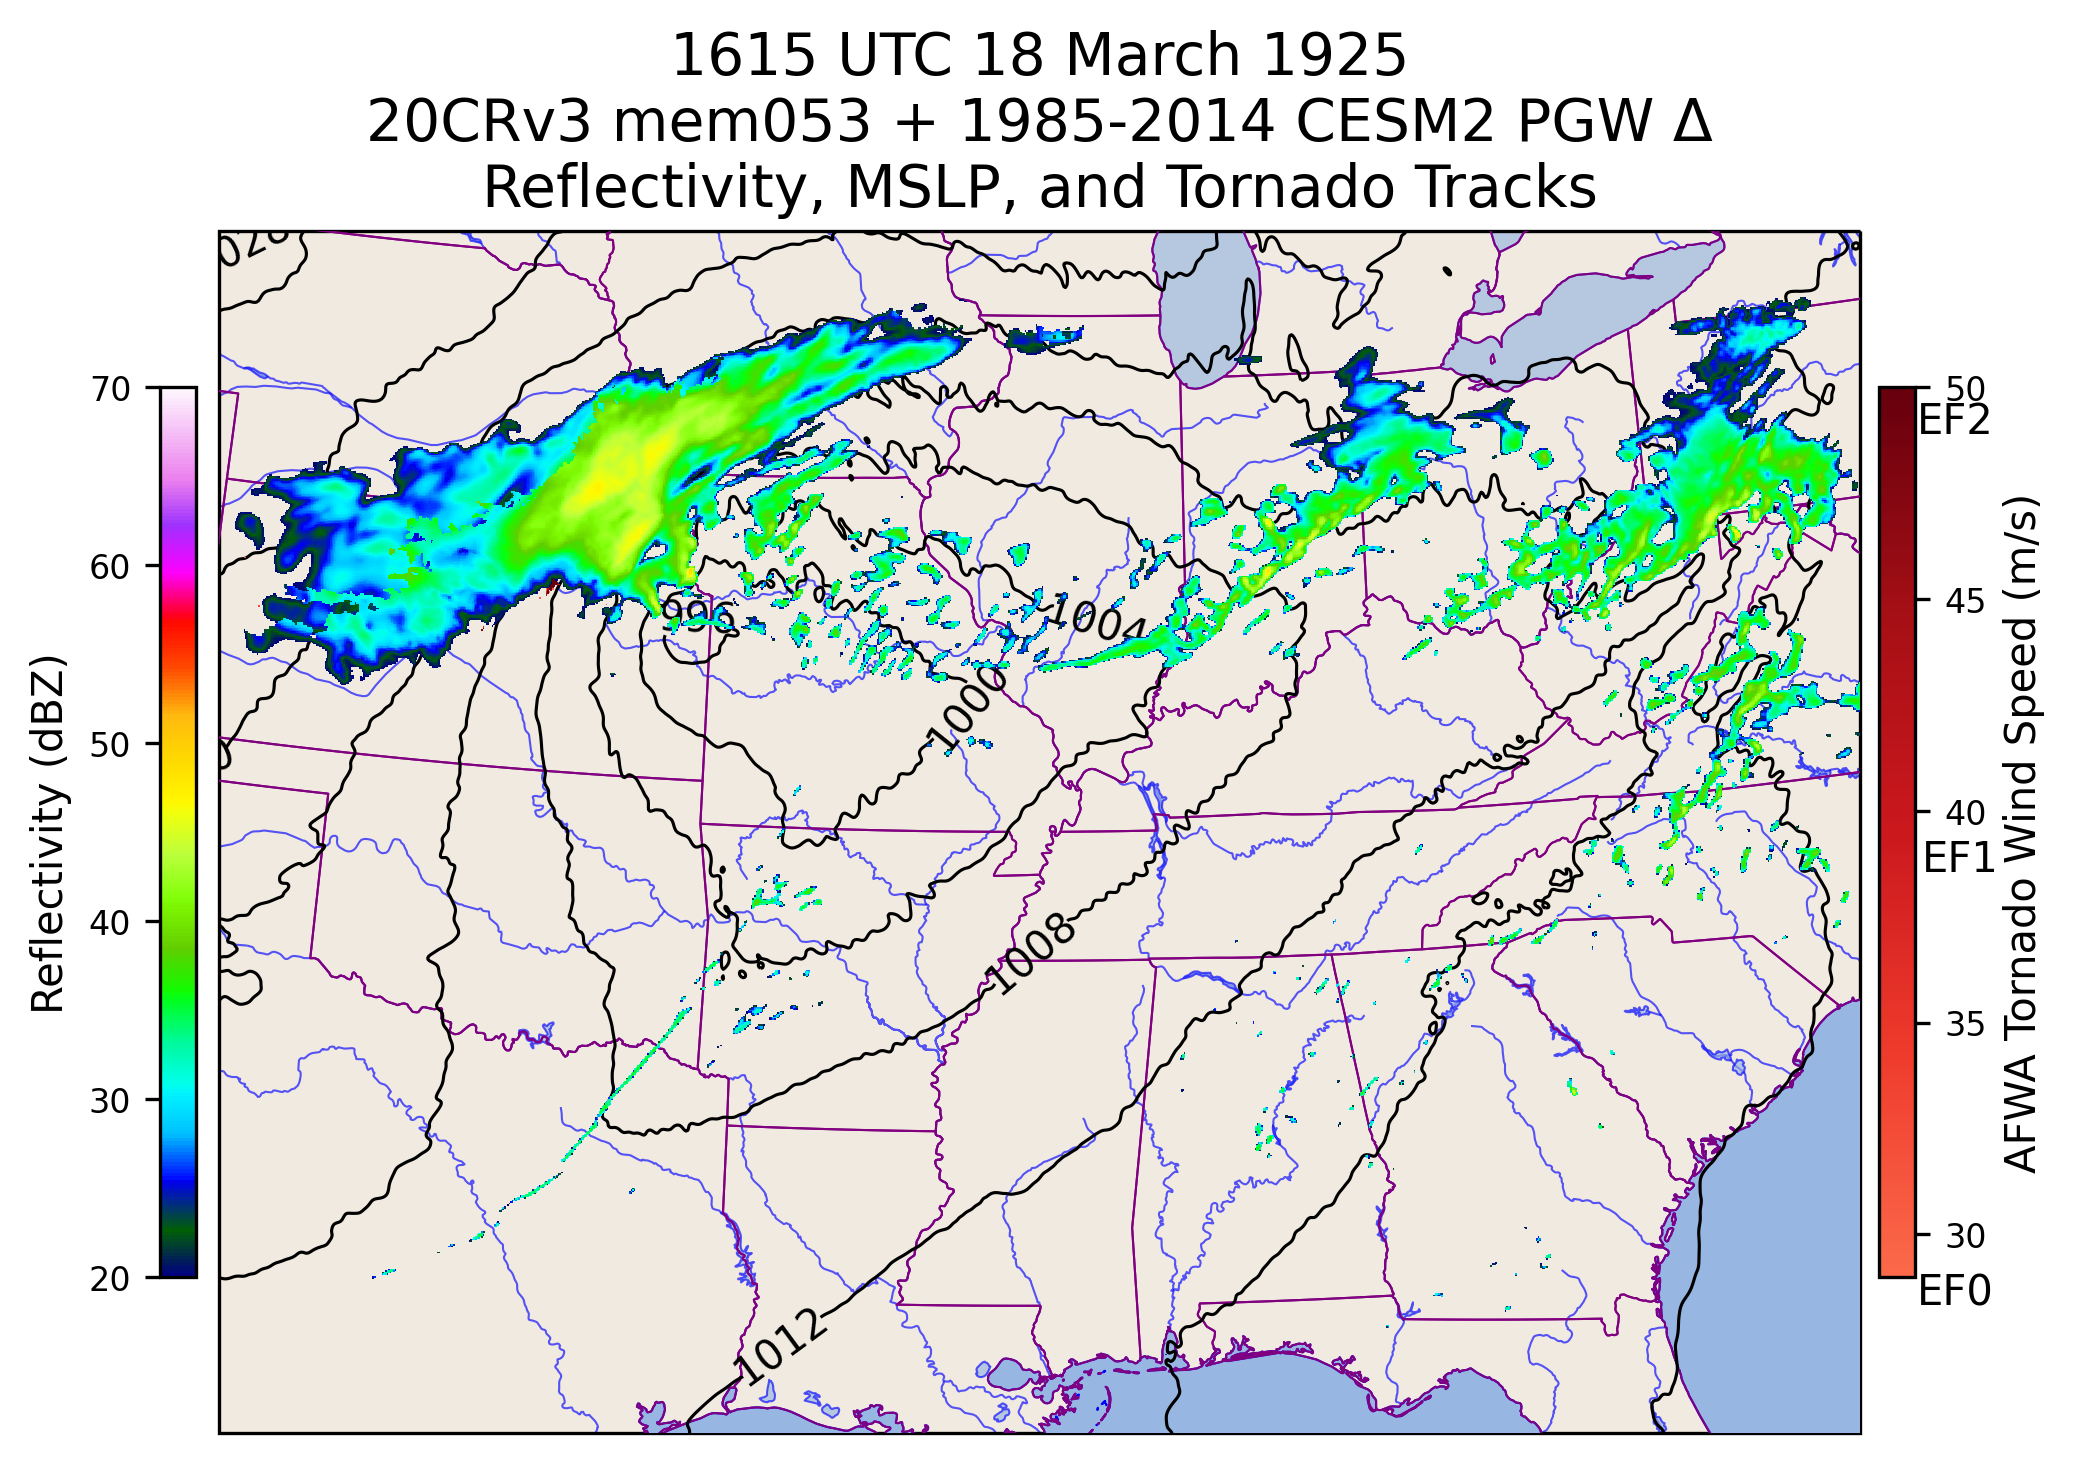 1615 UTC 18 March 1925
20CRv3 mem053 + 1985-2014 CESM2 PGW Δ
Reflectivity, MSLP, and Tornado Tracks
70
60
50
40
30
20
Reflectivity (dBZ)
996
1004
1000
1008
1012
50
EF2
45
40
EF1
35
30
EF0
AFWA Tornado Wind Speed (m/s)